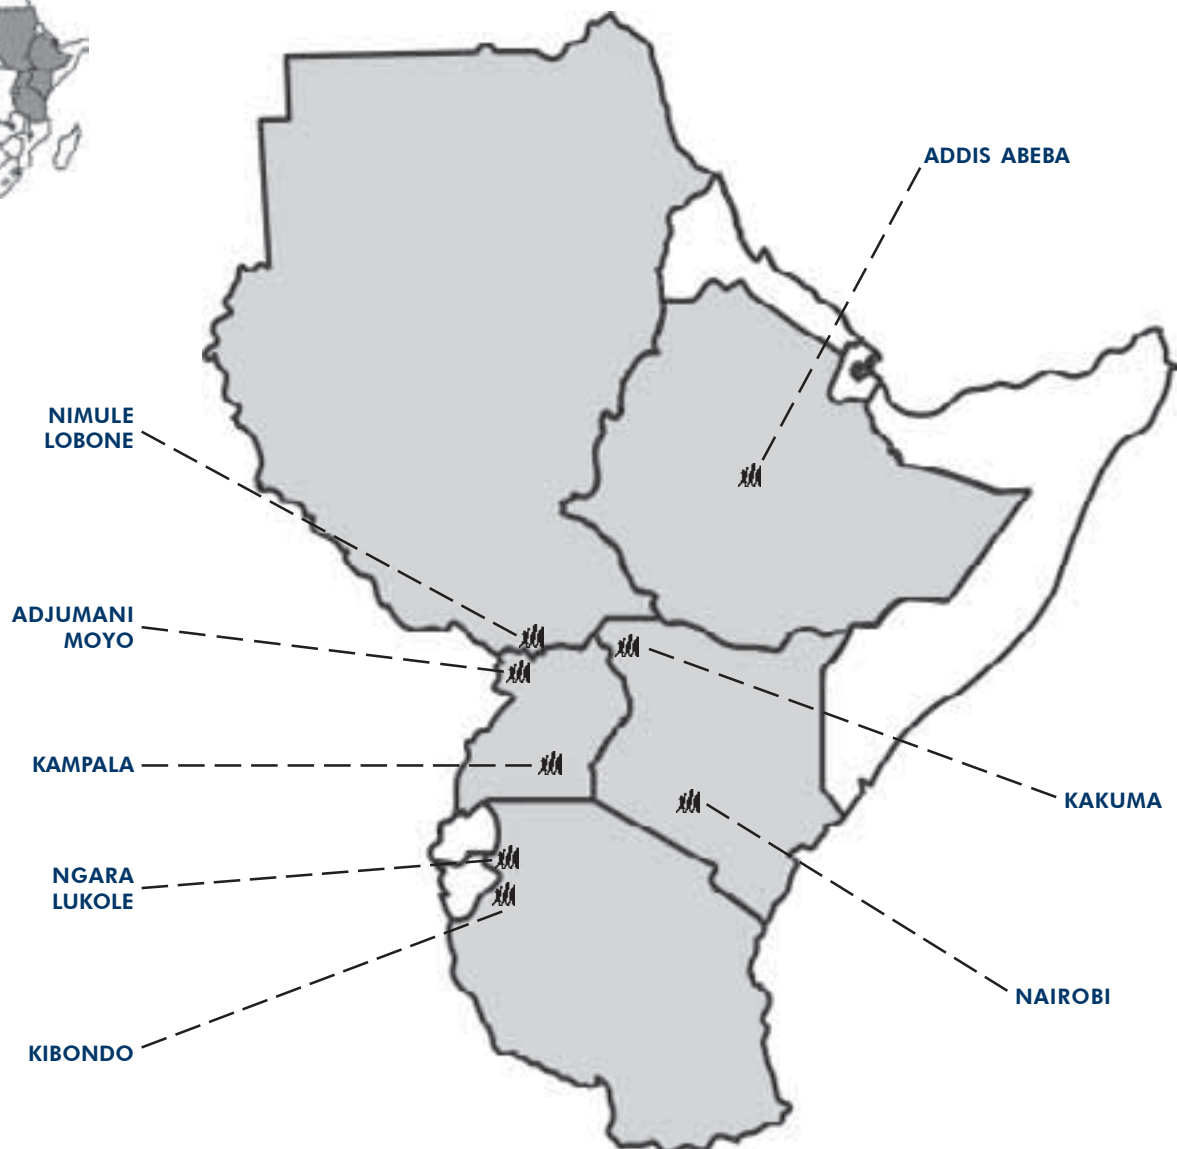 ADDIS ABEBA
NIMULE
LOBONE
ADJUMANI
MOYO
KAMPALA
KAKUMA
NGARA
LUKOLE
NAIROBI
KIBONDO